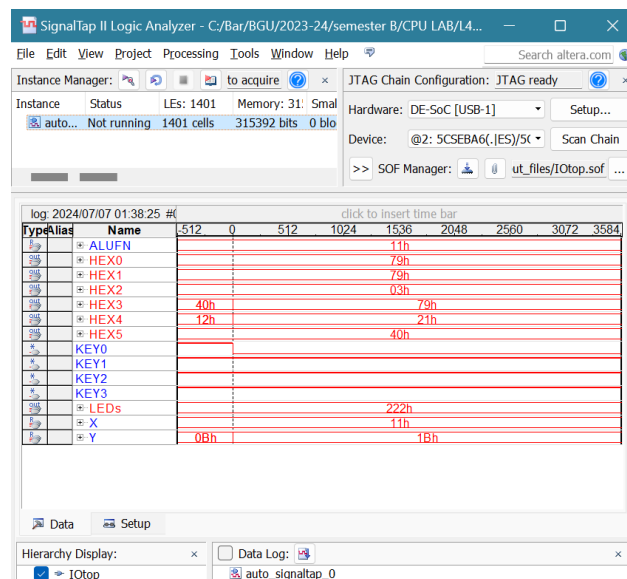 SignalTap II Logic Analyzer - C:/Bar/BGU/2023-24/semester B/CPU LAB/L4...
File Edit View Project Processing Tools Window Help
Search altera.com
Instance Manager: to acquire
JTAG Chain Configuration: JTAG ready
Instance Status LEs: 1401 Memory: 31! Smal
auto... Not running 1401 cells 315392 bits 0 blo
Hardware: DE-SoC [USB-1] Setup...
Device: @2: 5CSEBA6(.|ES)/5( Scan Chain
>> SOF Manager: ut_files/IOtop.sof ...
log: 2024/07/07 01:38:25 #( click to insert time bar
Type Alias Name -512 0 512 1024 1536 2048 2560 3072 3584
ALUFN 11h
HEX0 79h
HEX1 79h
HEX2 03h
HEX3 40h 79h
HEX4 12h 21h
HEX5 40h
KEY0
KEY1
KEY2
KEY3
LEDs 222h
X 11h
Y 0Bh 1Bh
Data Setup
Hierarchy Display: Data Log:
IOtop auto_signaltap_0